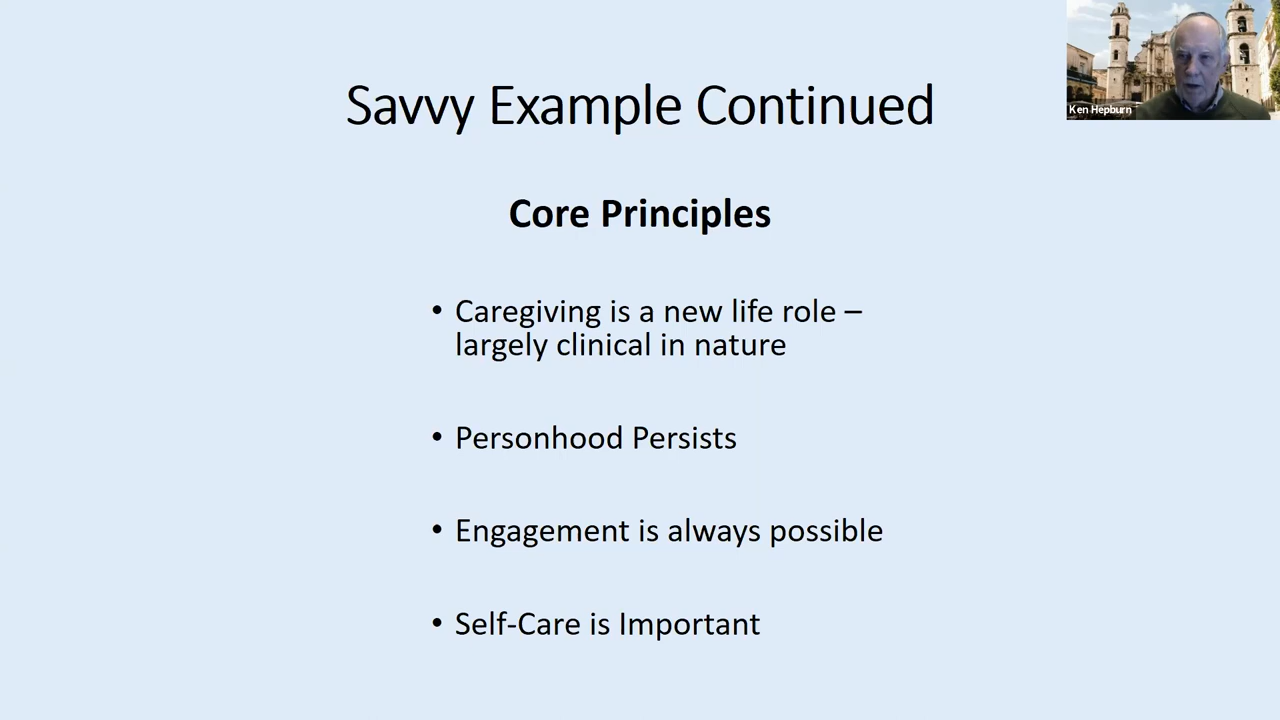 Savvy Example Continued
Ken Hepburn
Core Principles
• Caregiving is a new life role –
largely clinical in nature
• Personhood Persists
• Engagement is always possible
• Self-Care is Important